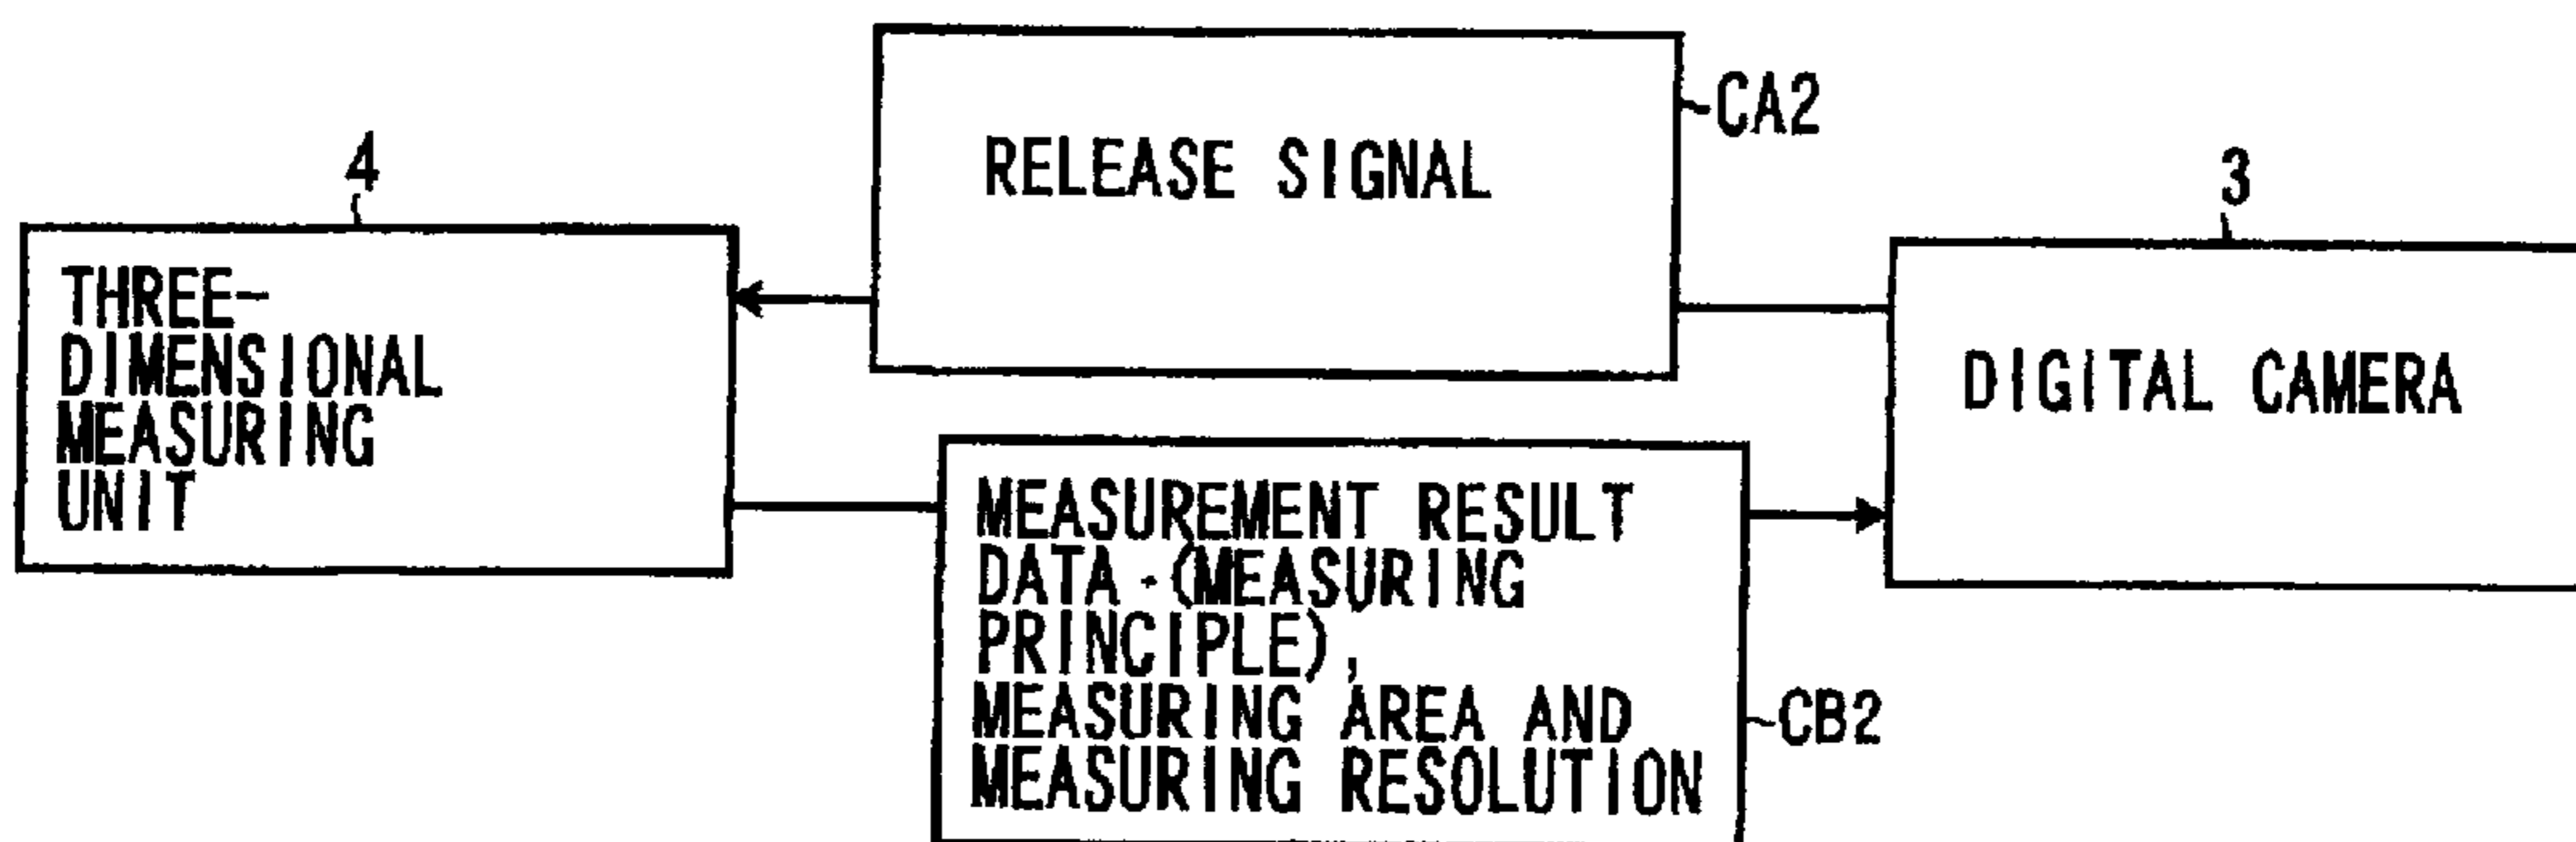 CA2
RELEASE SIGNAL
4
THREE-
DIMENSIONAL
MEASURING
UNIT
3
DIGITAL CAMERA
MEASUREMENT RESULT
DATA (MEASURING
PRINCIPLE),
MEASURING AREA AND
MEASURING RESOLUTION
CB2